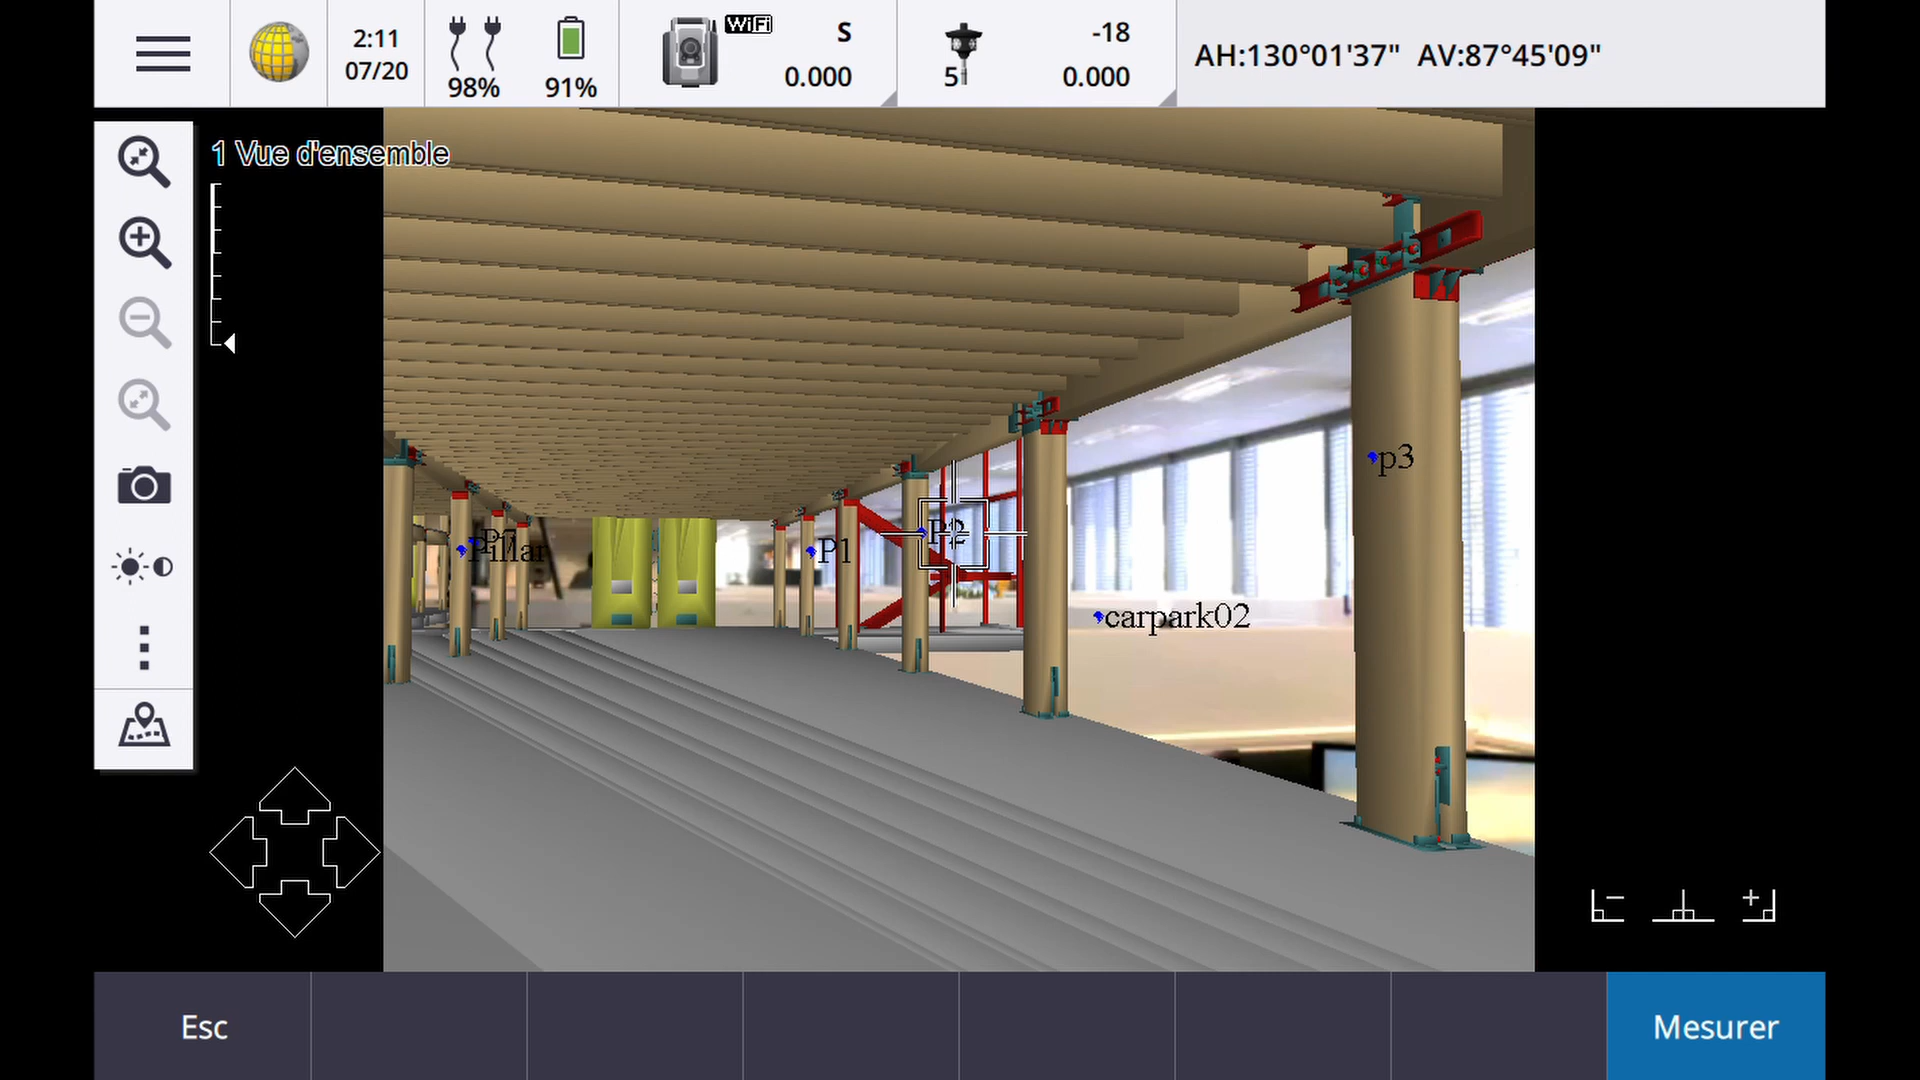 2:11
07/20
98%
91%
WiFi
S
0.000
5
-18
0.000
AH:130°01'37" AV:87°45'09"
1 Vue d'ensemble
p3
Pillar
P1
P2
carpark02
Esc
Mesurer